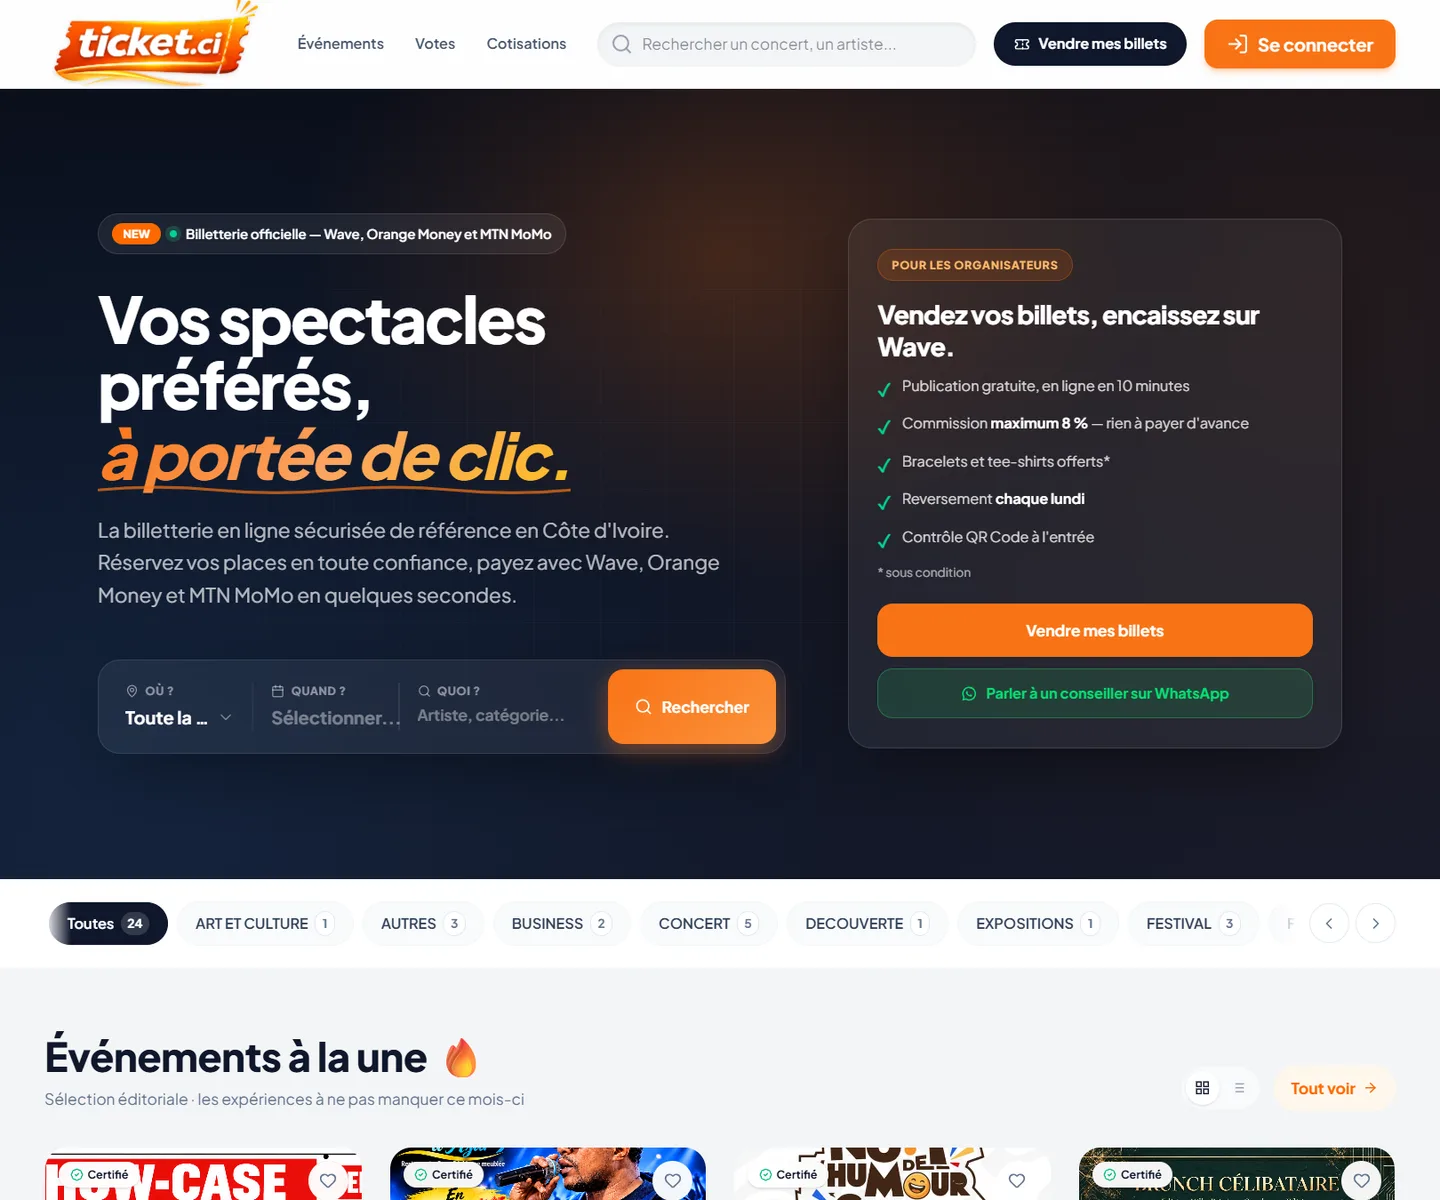 ticket.ci
Événements
Votes
Cotisations
Rechercher un concert, un artiste...
Vendre mes billets
Se connecter
NEW
Billetterie officielle — Wave, Orange Money et MTN MoMo
Vos spectacles
préférés,
à portée de clic.
La billetterie en ligne sécurisée de référence en Côte d'Ivoire.
Réservez vos places en toute confiance, payez avec Wave, Orange
Money et MTN MoMo en quelques secondes.
OÙ ?
Toute la ...
QUAND ?
Sélectionner...
QUOI ?
Artiste, catégorie...
Rechercher
POUR LES ORGANISATEURS
Vendez vos billets, encaissez sur
Wave.
Publication gratuite, en ligne en 10 minutes
Commission maximum 8 % — rien à payer d'avance
Bracelets et tee-shirts offerts*
Reversement chaque lundi
Contrôle QR Code à l'entrée
* sous condition
Vendre mes billets
Parler à un conseiller sur WhatsApp
Toutes 24
ART ET CULTURE 1
AUTRES 3
BUSINESS 2
CONCERT 5
DECOUVERTE 1
EXPOSITIONS 1
FESTIVAL 3
Événements à la une
Sélection éditoriale · les expériences à ne pas manquer ce mois-ci
Tout voir
Certifié
Certifié
En
Certifié
HUMOUR
DE
Certifié
CÉLIBATAIRE